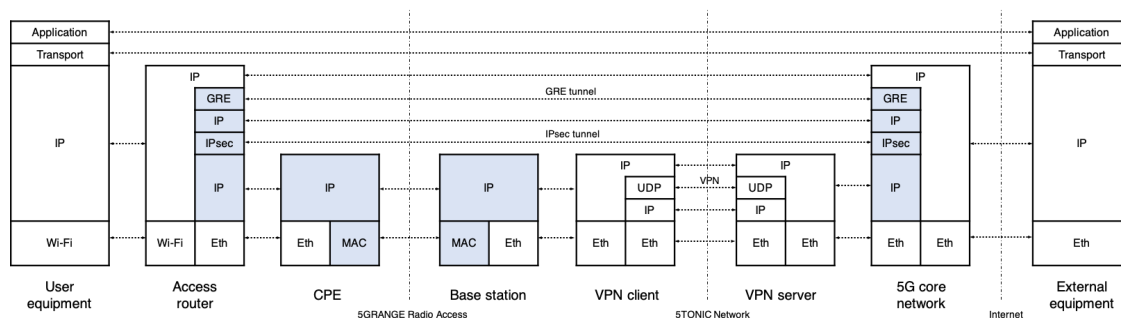 Application
Application
Transport
Transport
IP
IP
GRE
GRE tunnel
GRE
IP
IP
IP
IPsec
IPsec tunnel
IPsec
IP
IP
IP
IP
IP
IP
VPN
IP
IP
UDP
UDP
IP
IP
Wi-Fi
Wi-Fi
Eth
Eth
MAC
MAC
Eth
Eth
Eth
Eth
Eth
Eth
Eth
Eth
User
equipment
Access
router
CPE
Base station
VPN client
VPN server
5G core
network
External
equipment
5GRANGE Radio Access
5TONIC Network
Internet